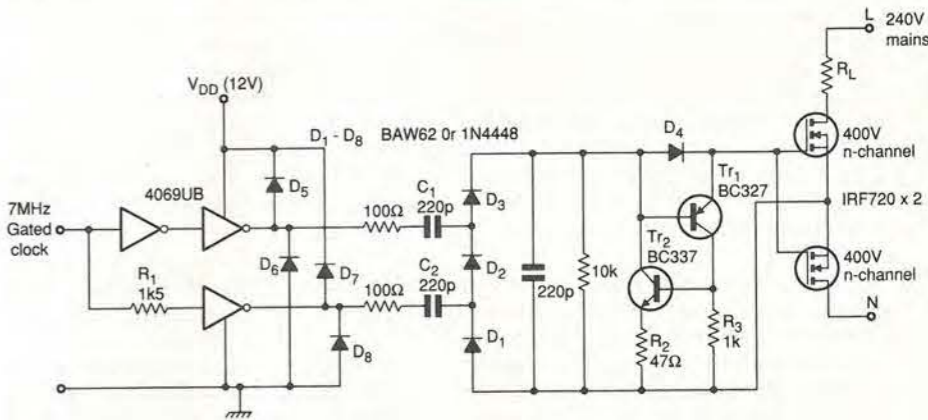 L
240V
mains
R_L
V_DD (12V)
D_1 - D_8
BAW62 0r 1N4448
D_4
400V
n-channel
Tr_1
BC327
4069UB
D_5
C_1
220p
D_3
7MHz
Gated
clock
100Ω
IRF720 x 2
Tr_2
BC337
D_6
D_7
C_2
220p
D_2
10k
400V
n-channel
R_1
1k5
100Ω
220p
N
D_8
D_1
R_2
47Ω
R_3
1k